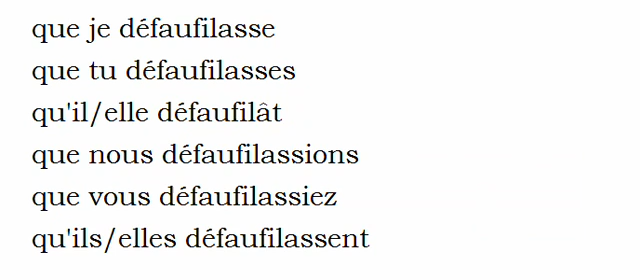 que je défaufilasse
que tu défaufilasses
qu'il/elle défaufilât
que nous défaufilassions
que vous défaufilassiez
qu'ils/elles défaufilassent